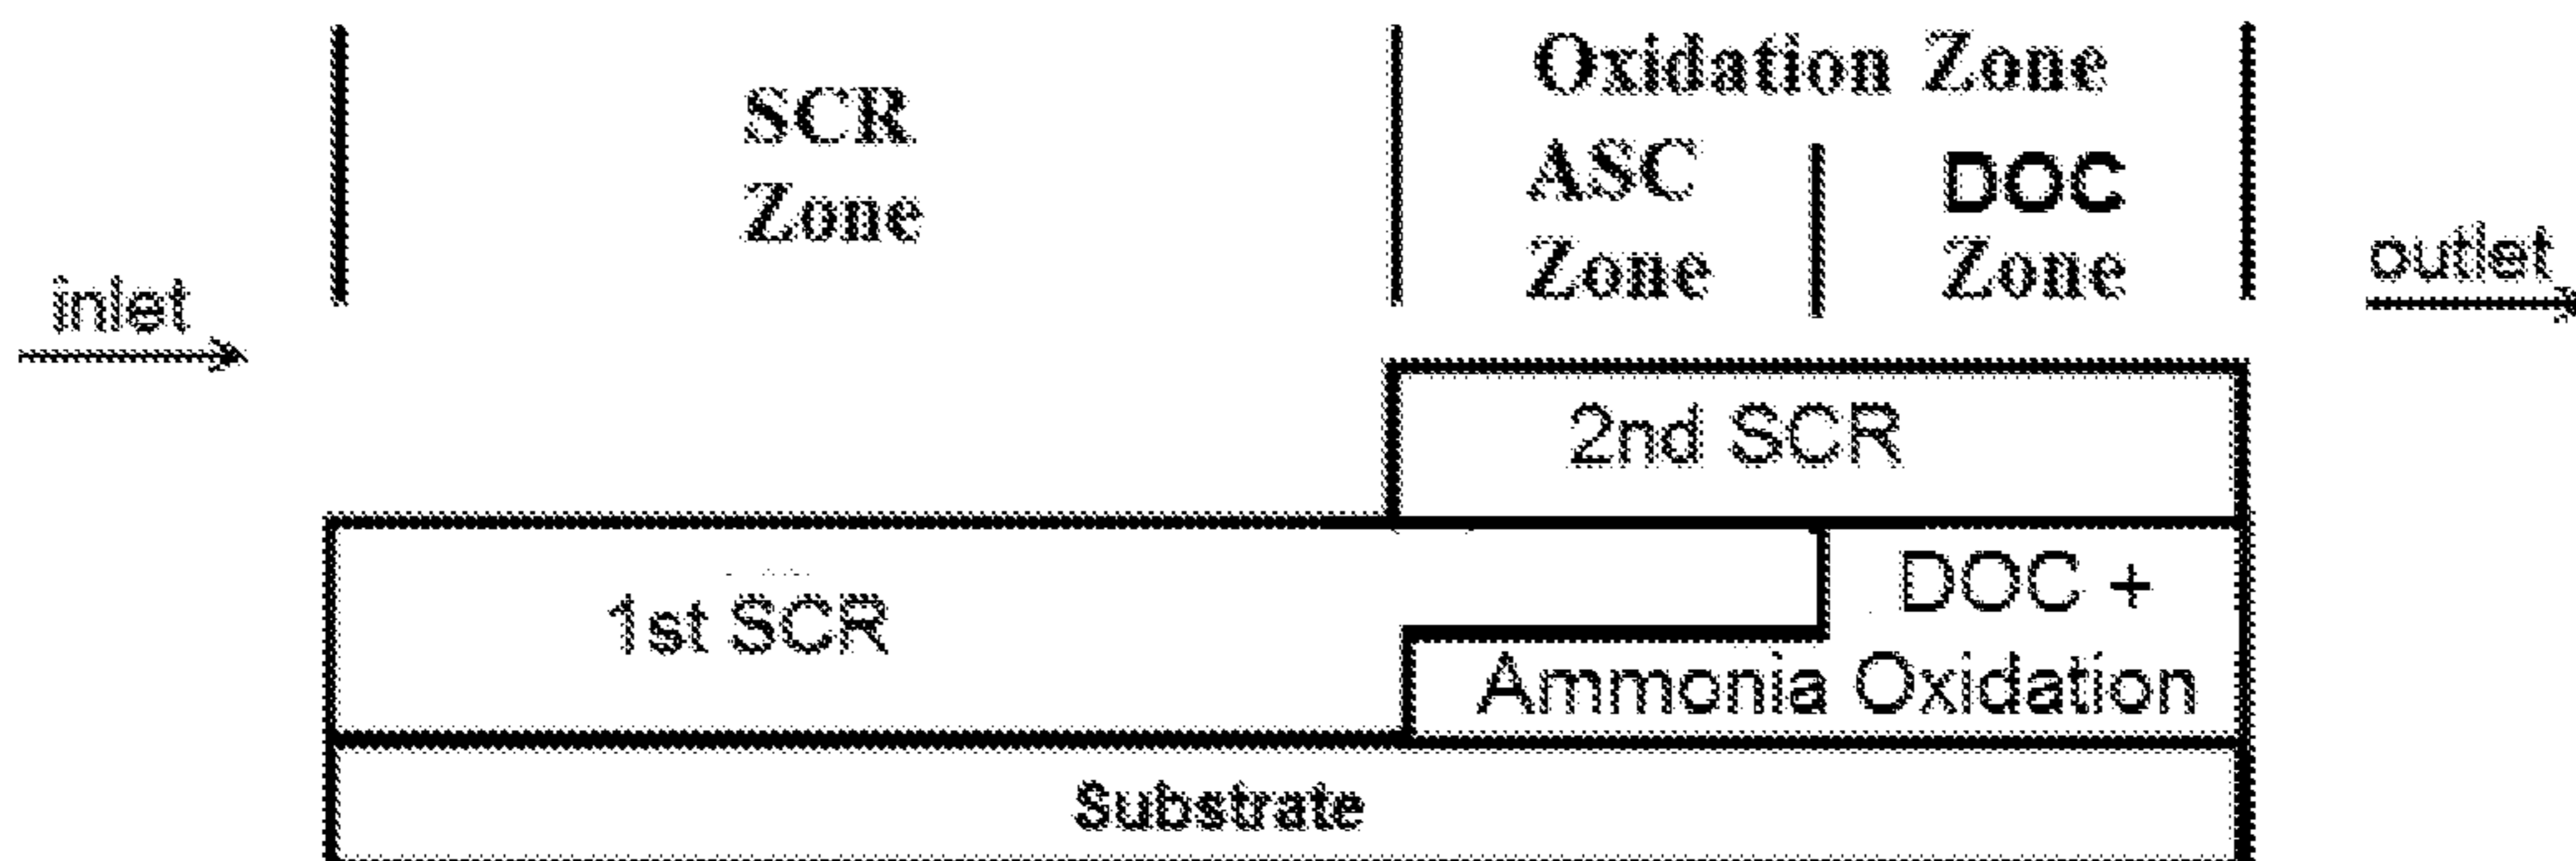 inlet
SCR
Zone
Oxidation Zone
ASC
Zone
DOC
Zone
outlet
2nd SCR
1st SCR
DOC +
Ammonia Oxidation
Substrate